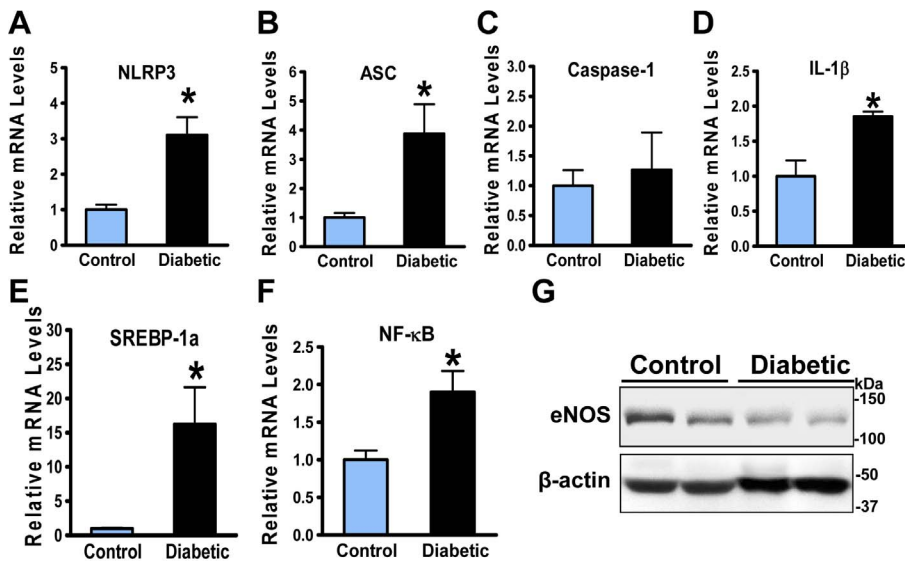 A
NLRP3
Relative mRNA Levels
5
4
3
2
1
0
*
Control Diabetic
B
ASC
Relative mRNA Levels
6
4
2
0
*
Control Diabetic
C
Caspase-1
Relative mRNA Levels
3.0
2.5
2.0
1.5
1.0
0.5
0.0
Control Diabetic
D
IL-1β
Relative mRNA Levels
2.5
2.0
1.5
1.0
0.5
0.0
*
Control Diabetic
E
SREBP-1a
Relative mRNA Levels
30
25
20
15
10
5
0
*
Control Diabetic
F
NF-κB
Relative mRNA Levels
2.5
2.0
1.5
1.0
0.5
0.0
*
Control Diabetic
G
Control Diabetic
kDa
eNOS
-150
-100
β-actin
-50
-37